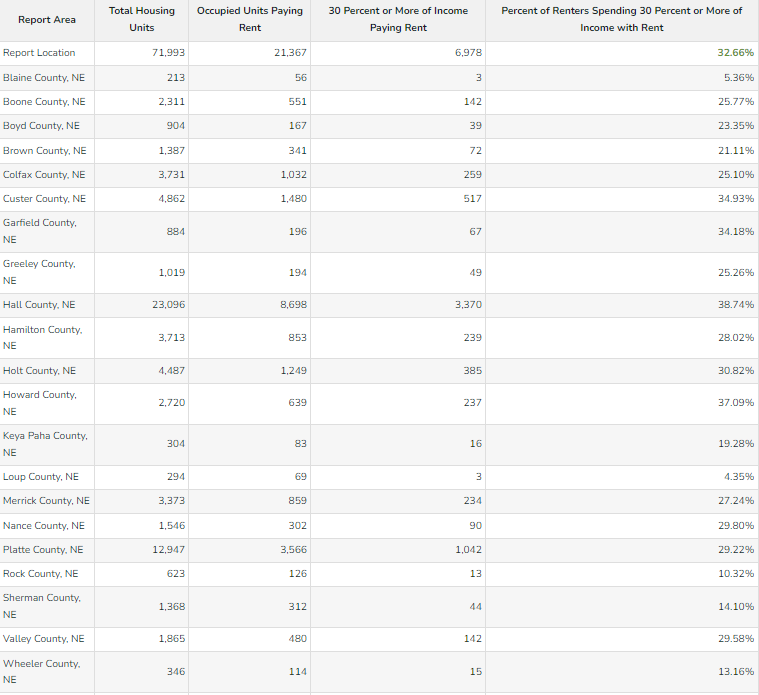 Report Area | Total Housing Units | Occupied Units Paying Rent | 30 Percent or More of Income Paying Rent | Percent of Renters Spending 30 Percent or More of Income with Rent
Report Location | 71,993 | 21,367 | 6,978 | 32.66%
Blaine County, NE | 213 | 56 | 3 | 5.36%
Boone County, NE | 2,311 | 551 | 142 | 25.77%
Boyd County, NE | 904 | 167 | 39 | 23.35%
Brown County, NE | 1,387 | 341 | 72 | 21.11%
Colfax County, NE | 3,731 | 1,032 | 259 | 25.10%
Custer County, NE | 4,862 | 1,480 | 517 | 34.93%
Garfield County, NE | 884 | 196 | 67 | 34.18%
Greeley County, NE | 1,019 | 194 | 49 | 25.26%
Hall County, NE | 23,096 | 8,698 | 3,370 | 38.74%
Hamilton County, NE | 3,713 | 853 | 239 | 28.02%
Holt County, NE | 4,487 | 1,249 | 385 | 30.82%
Howard County, NE | 2,720 | 639 | 237 | 37.09%
Keya Paha County, NE | 304 | 83 | 16 | 19.28%
Loup County, NE | 294 | 69 | 3 | 4.35%
Merrick County, NE | 3,373 | 859 | 234 | 27.24%
Nance County, NE | 1,546 | 302 | 90 | 29.80%
Platte County, NE | 12,947 | 3,566 | 1,042 | 29.22%
Rock County, NE | 623 | 126 | 13 | 10.32%
Sherman County, NE | 1,368 | 312 | 44 | 14.10%
Valley County, NE | 1,865 | 480 | 142 | 29.58%
Wheeler County, NE | 346 | 114 | 15 | 13.16%